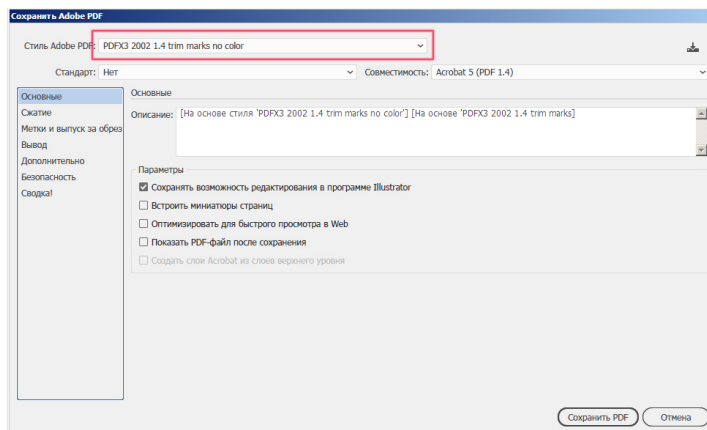 Сохранить Adobe PDF
Стиль Adobe PDF: PDFX3 2002 1.4 trim marks no color
Стандарт: Нет Совместимость: Acrobat 5 (PDF 1.4)
Основные
Сжатие
Метки и выпуск за обрез
Вывод
Дополнительно
Безопасность
Сводка!
Основные
Описание: [На основе стиля 'PDFX3 2002 1.4 trim marks no color'] [На основе 'PDFX3 2002 1.4 trim marks]
Параметры
Сохранять возможность редактирования в программе Illustrator
Встроить миниатюры страниц
Оптимизировать для быстрого просмотра в Web
Показать PDF-файл после сохранения
Создать слои Acrobat из слоев верхнего уровня
Сохранить PDF Отмена